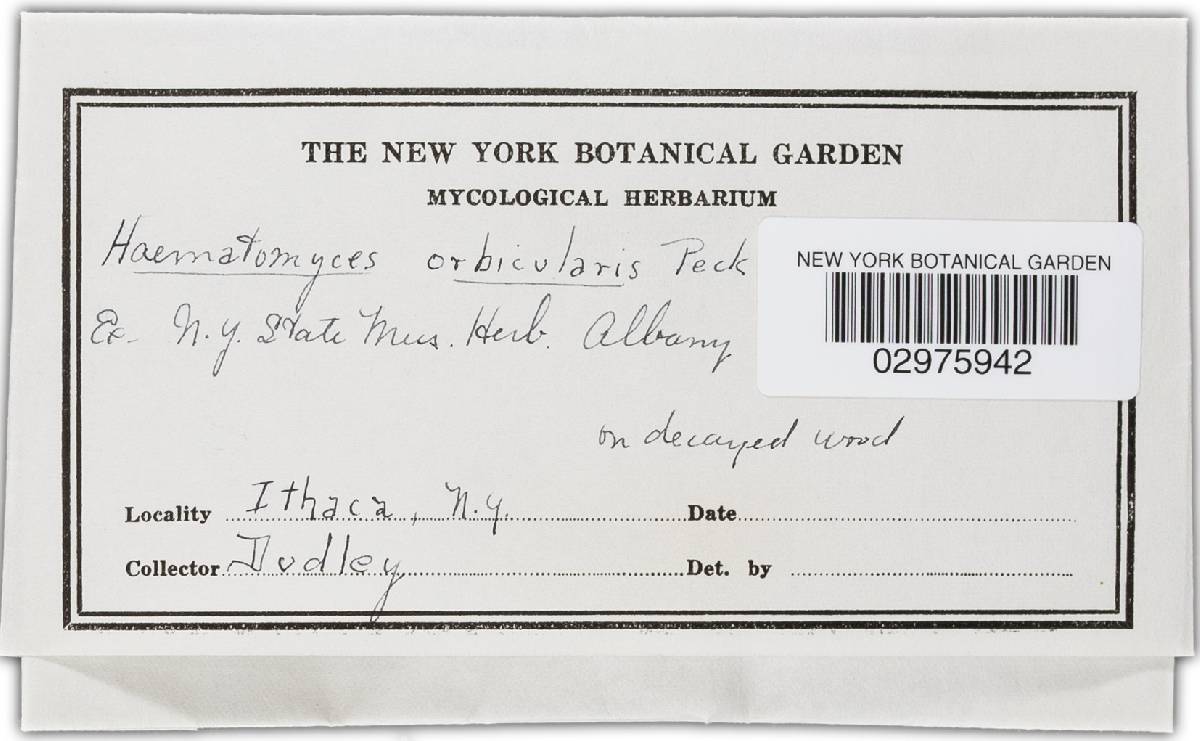 THE NEW YORK BOTANICAL GARDEN
MYCOLOGICAL HERBARIUM
Haematomyces orbicularis Peck
Ex. N.Y. State Mus. Herb. Albany
NEW YORK BOTANICAL GARDEN
02975942
on decayed wood
Locality Ithaca, N.Y. Date
Collector Dudley Det. by